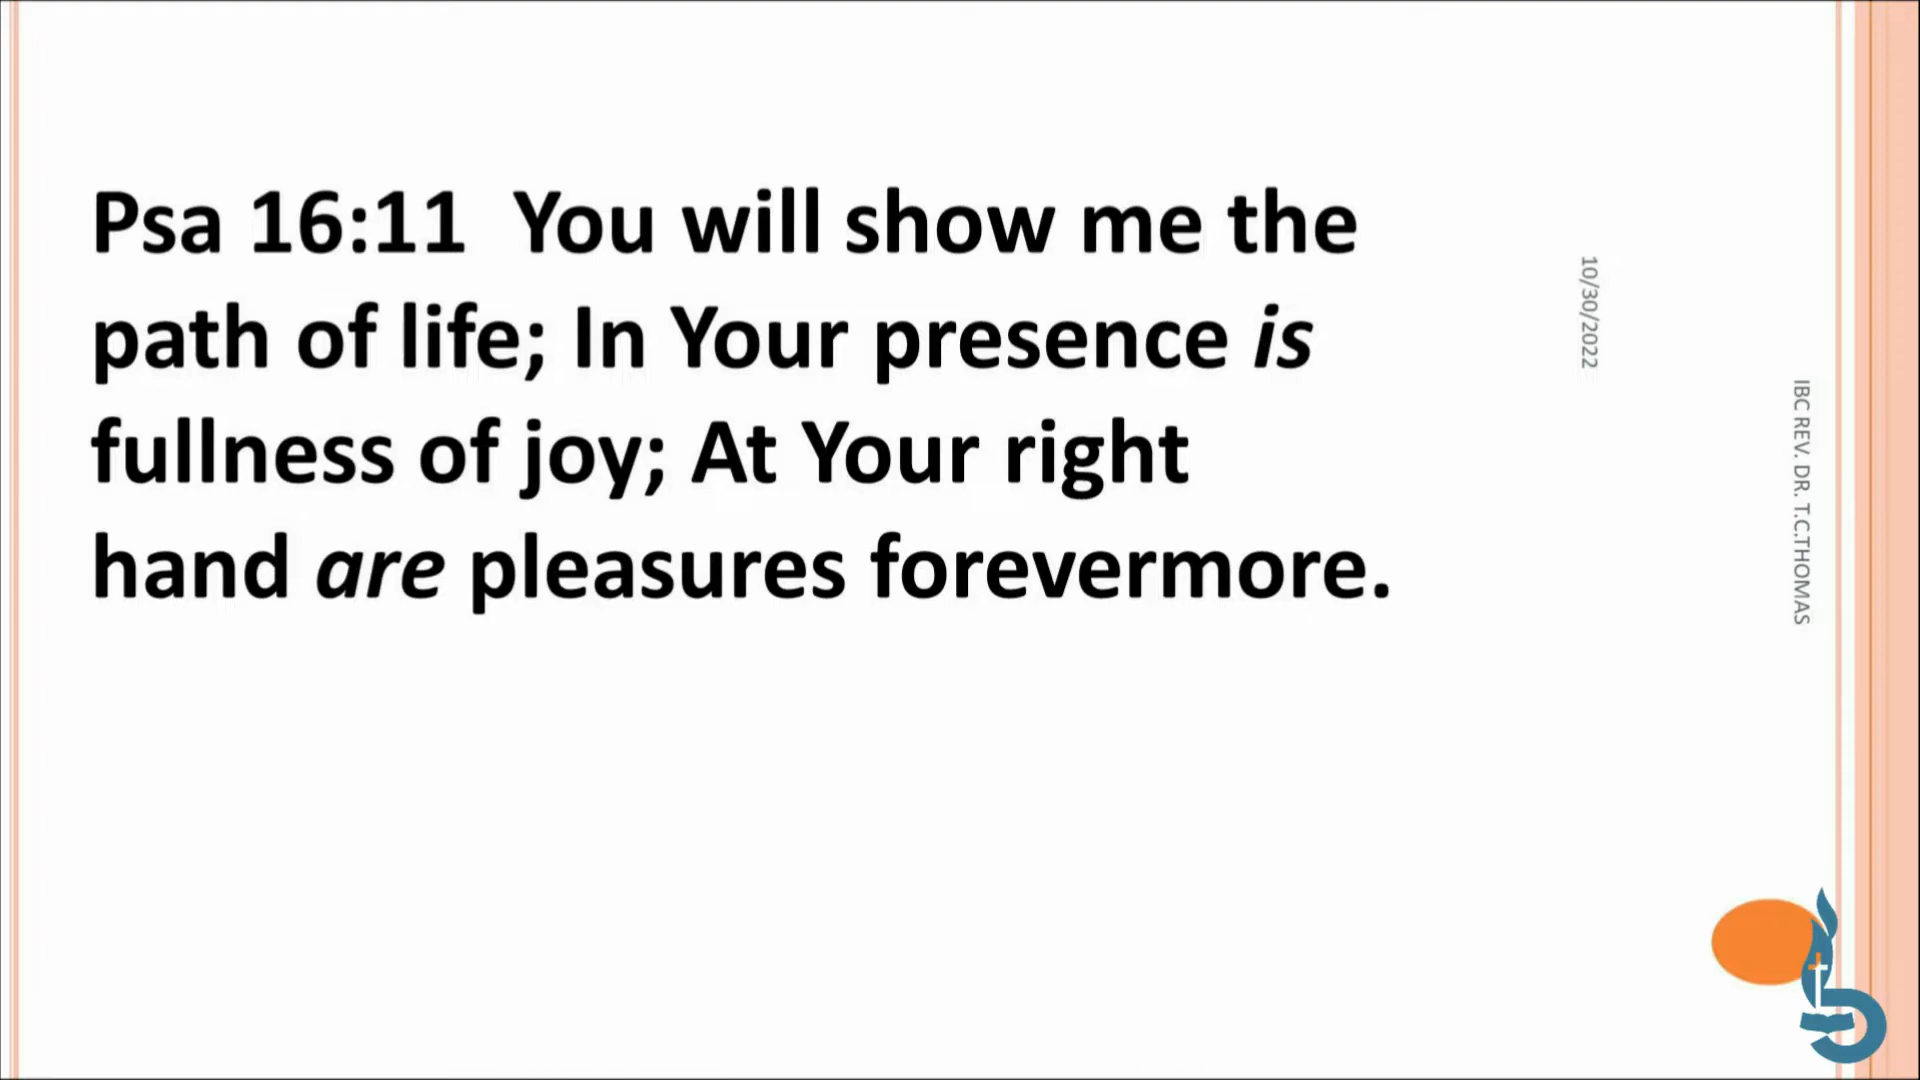 Psa 16:11  You will show me the
path of life; In Your presence is
fullness of joy; At Your right
hand are pleasures forevermore.
10/30/2022
IBC REV. DR. T.C.THOMAS